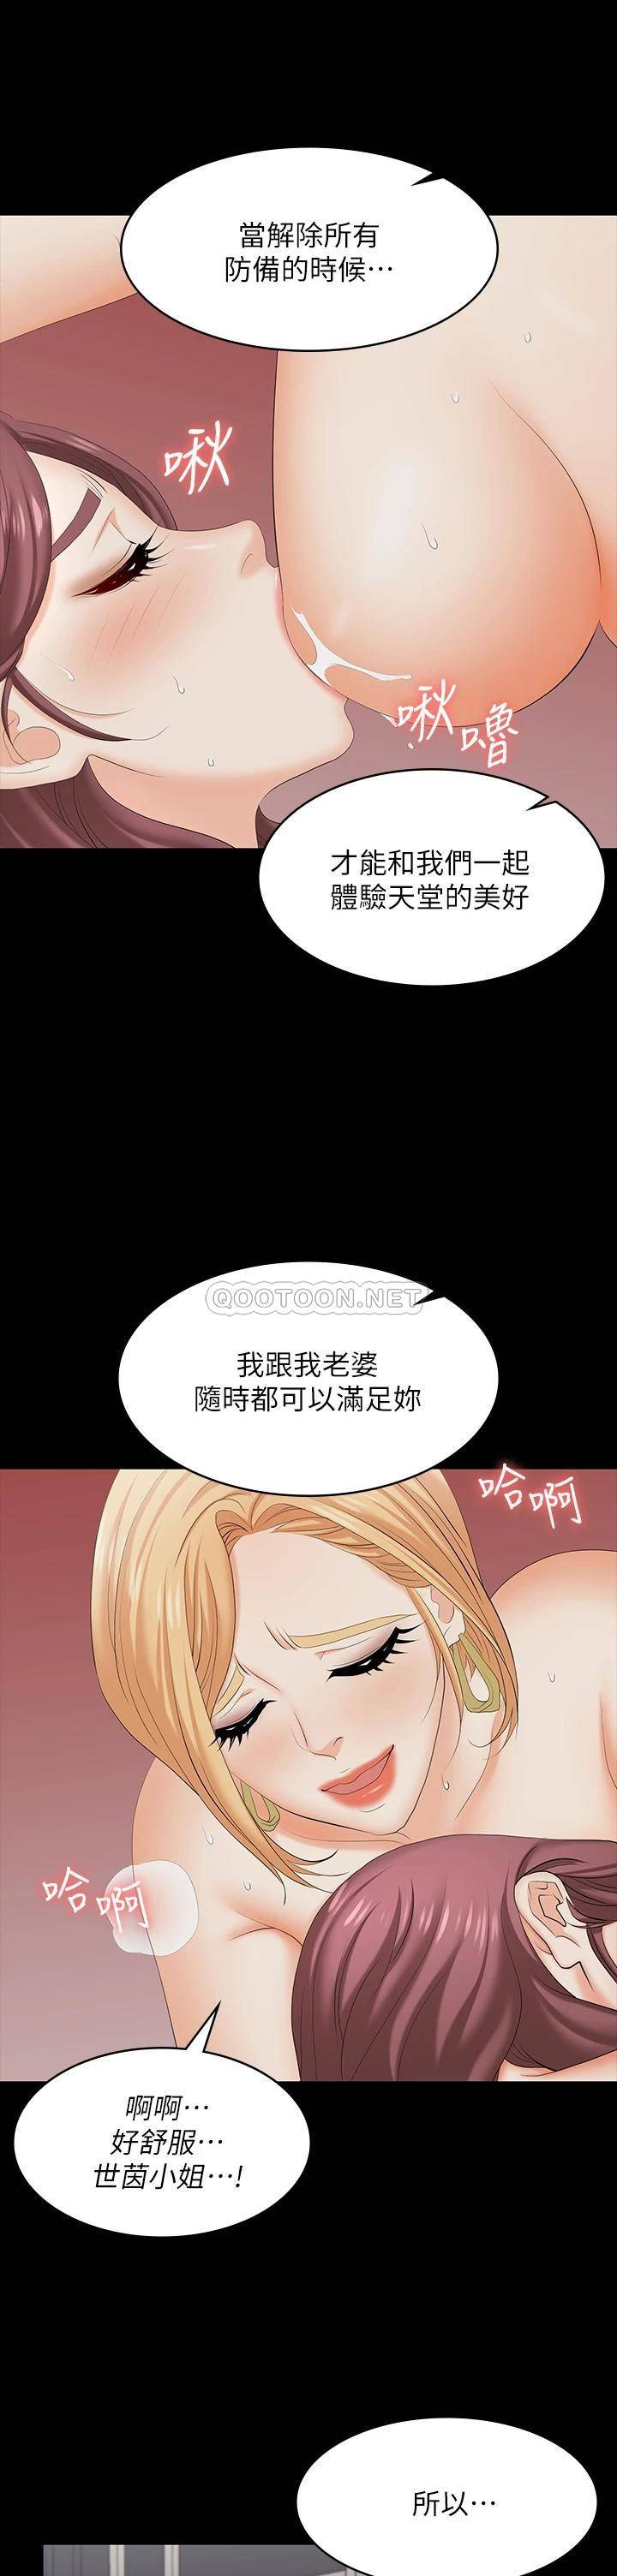 當解除所有
防備的時候…
啾
啾
嚕
才能和我們一起
體驗天堂的美好
QOOTOON.NET
我跟我老婆
隨時都可以滿足妳
哈啊
哈啊
啊啊…
好舒服…
世茵小姐…!
所以…